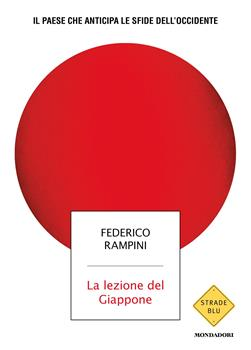 IL PAESE CHE ANTICIPA LE SFIDE DELL'OCCIDENTE
FEDERICO
RAMPINI
La lezione del
Giappone
STRADE
BLU
MONDADORI